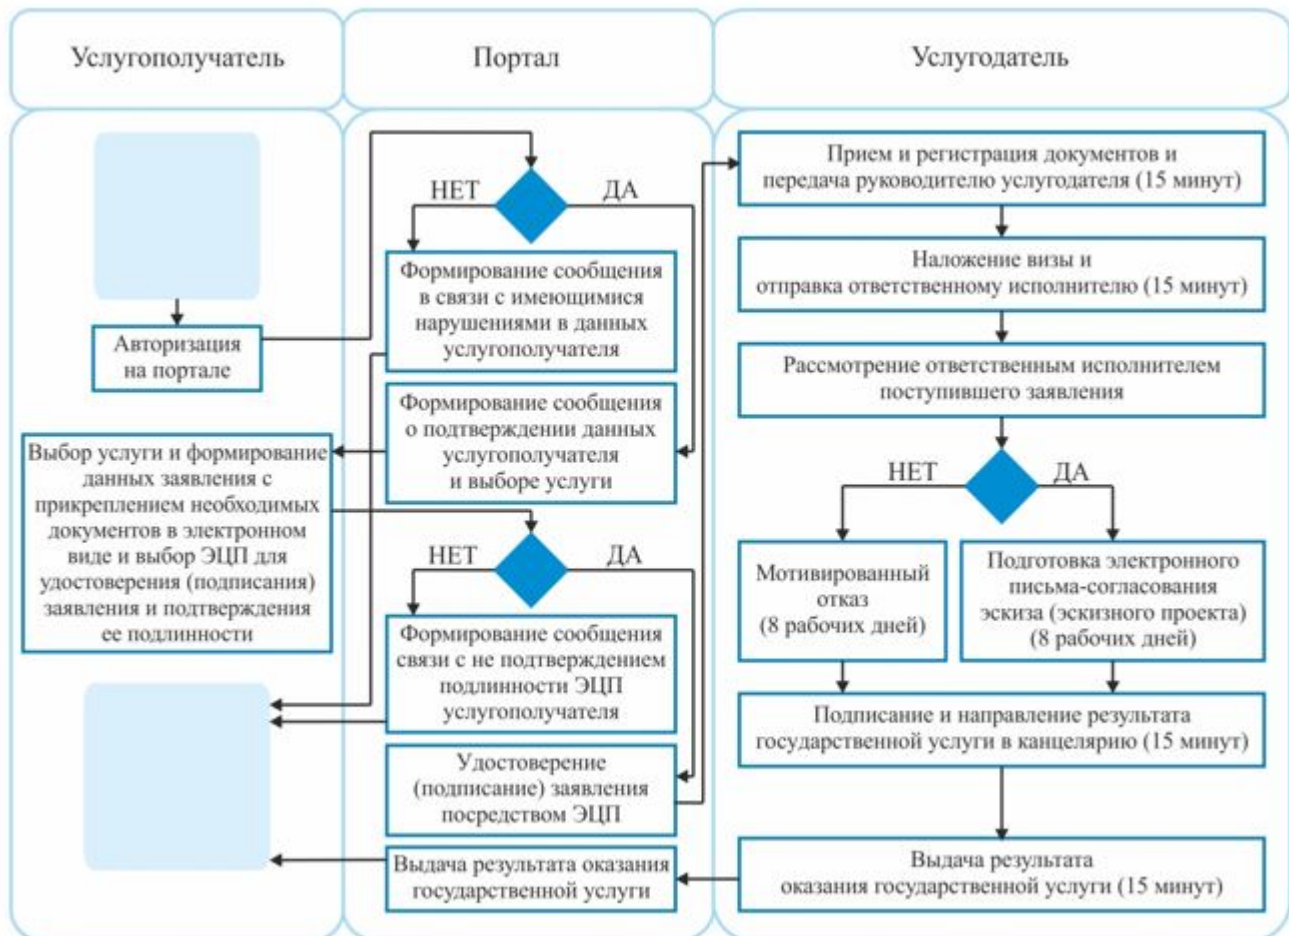 Услугополучатель
Портал
Услугодатель
Авторизация
на портале
Выбор услуги и формирование
данных заявления с
прикреплением необходимых
документов в электронном
виде и выбор ЭЦП для
удостоверения (подписания)
заявления и подтверждения
ее подлинности
НЕТ
ДА
Формирование сообщения
в связи с имеющимися
нарушениями в данных
услугополучателя
Формирование сообщения
о подтверждении данных
услугополучателя
и выборе услуги
НЕТ
ДА
Формирование сообщения
связи с не подтверждением
подлинности ЭЦП
услугополучателя
Удостоверение
(подписание) заявления
посредством ЭЦП
Выдача результата оказания
государственной услуги
Прием и регистрация документов и
передача руководителю услугодателя (15 минут)
Наложение визы и
отправка ответственному исполнителю (15 минут)
Рассмотрение ответственным исполнителем
поступившего заявления
НЕТ
ДА
Мотивированный
отказ
(8 рабочих дней)
Подготовка электронного
письма-согласования
эскиза (эскизного проекта)
(8 рабочих дней)
Подписание и направление результата
государственной услуги в канцелярию (15 минут)
Выдача результата
оказания государственной услуги (15 минут)